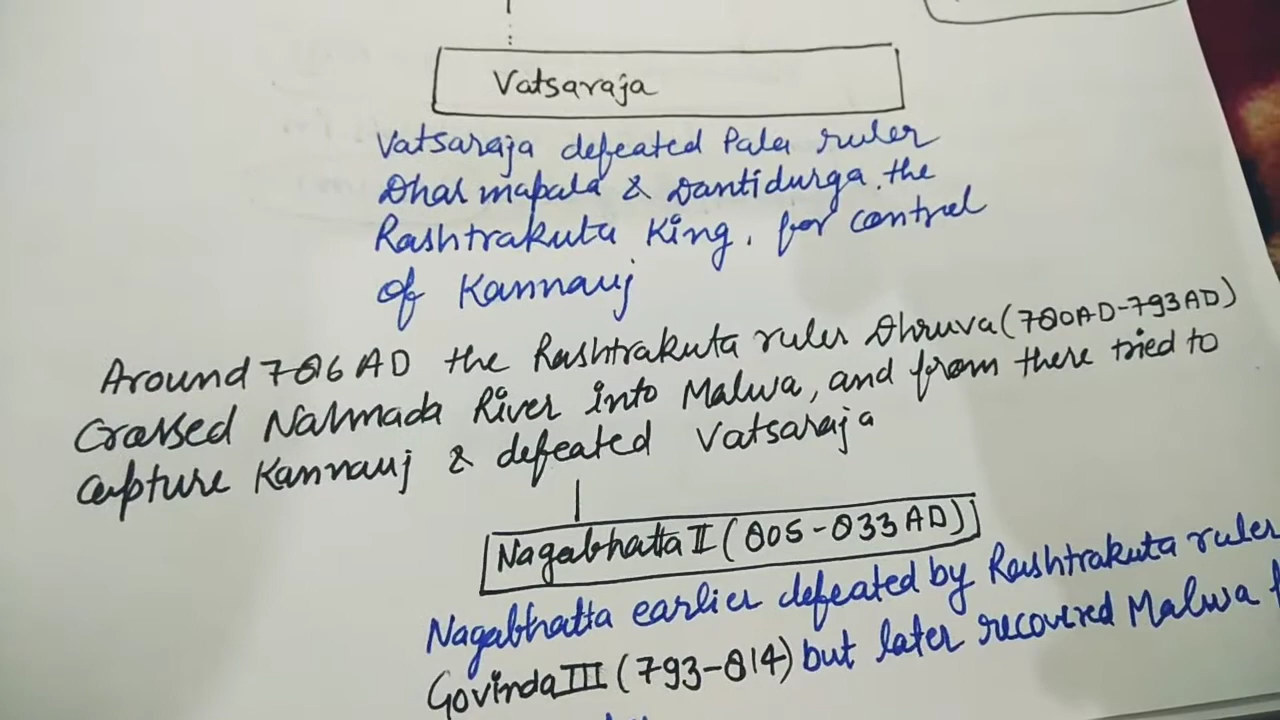 Vatsaraja
Vatsaraja defeated Pala ruler
Dharmapala & Dantidurga, the
Rashtrakuta King, for control
of Kannauj
Around 786 AD the Rashtrakuta ruler Dhruva (780AD-793AD)
crossed Narmada River into Malwa, and from there tried to
capture Kannauj & defeated Vatsaraja
Nagabhatta II (805-833 AD)
Nagabhatta earlier defeated by Rashtrakuta ruler
Govinda III (793-814) but later recovered Malwa